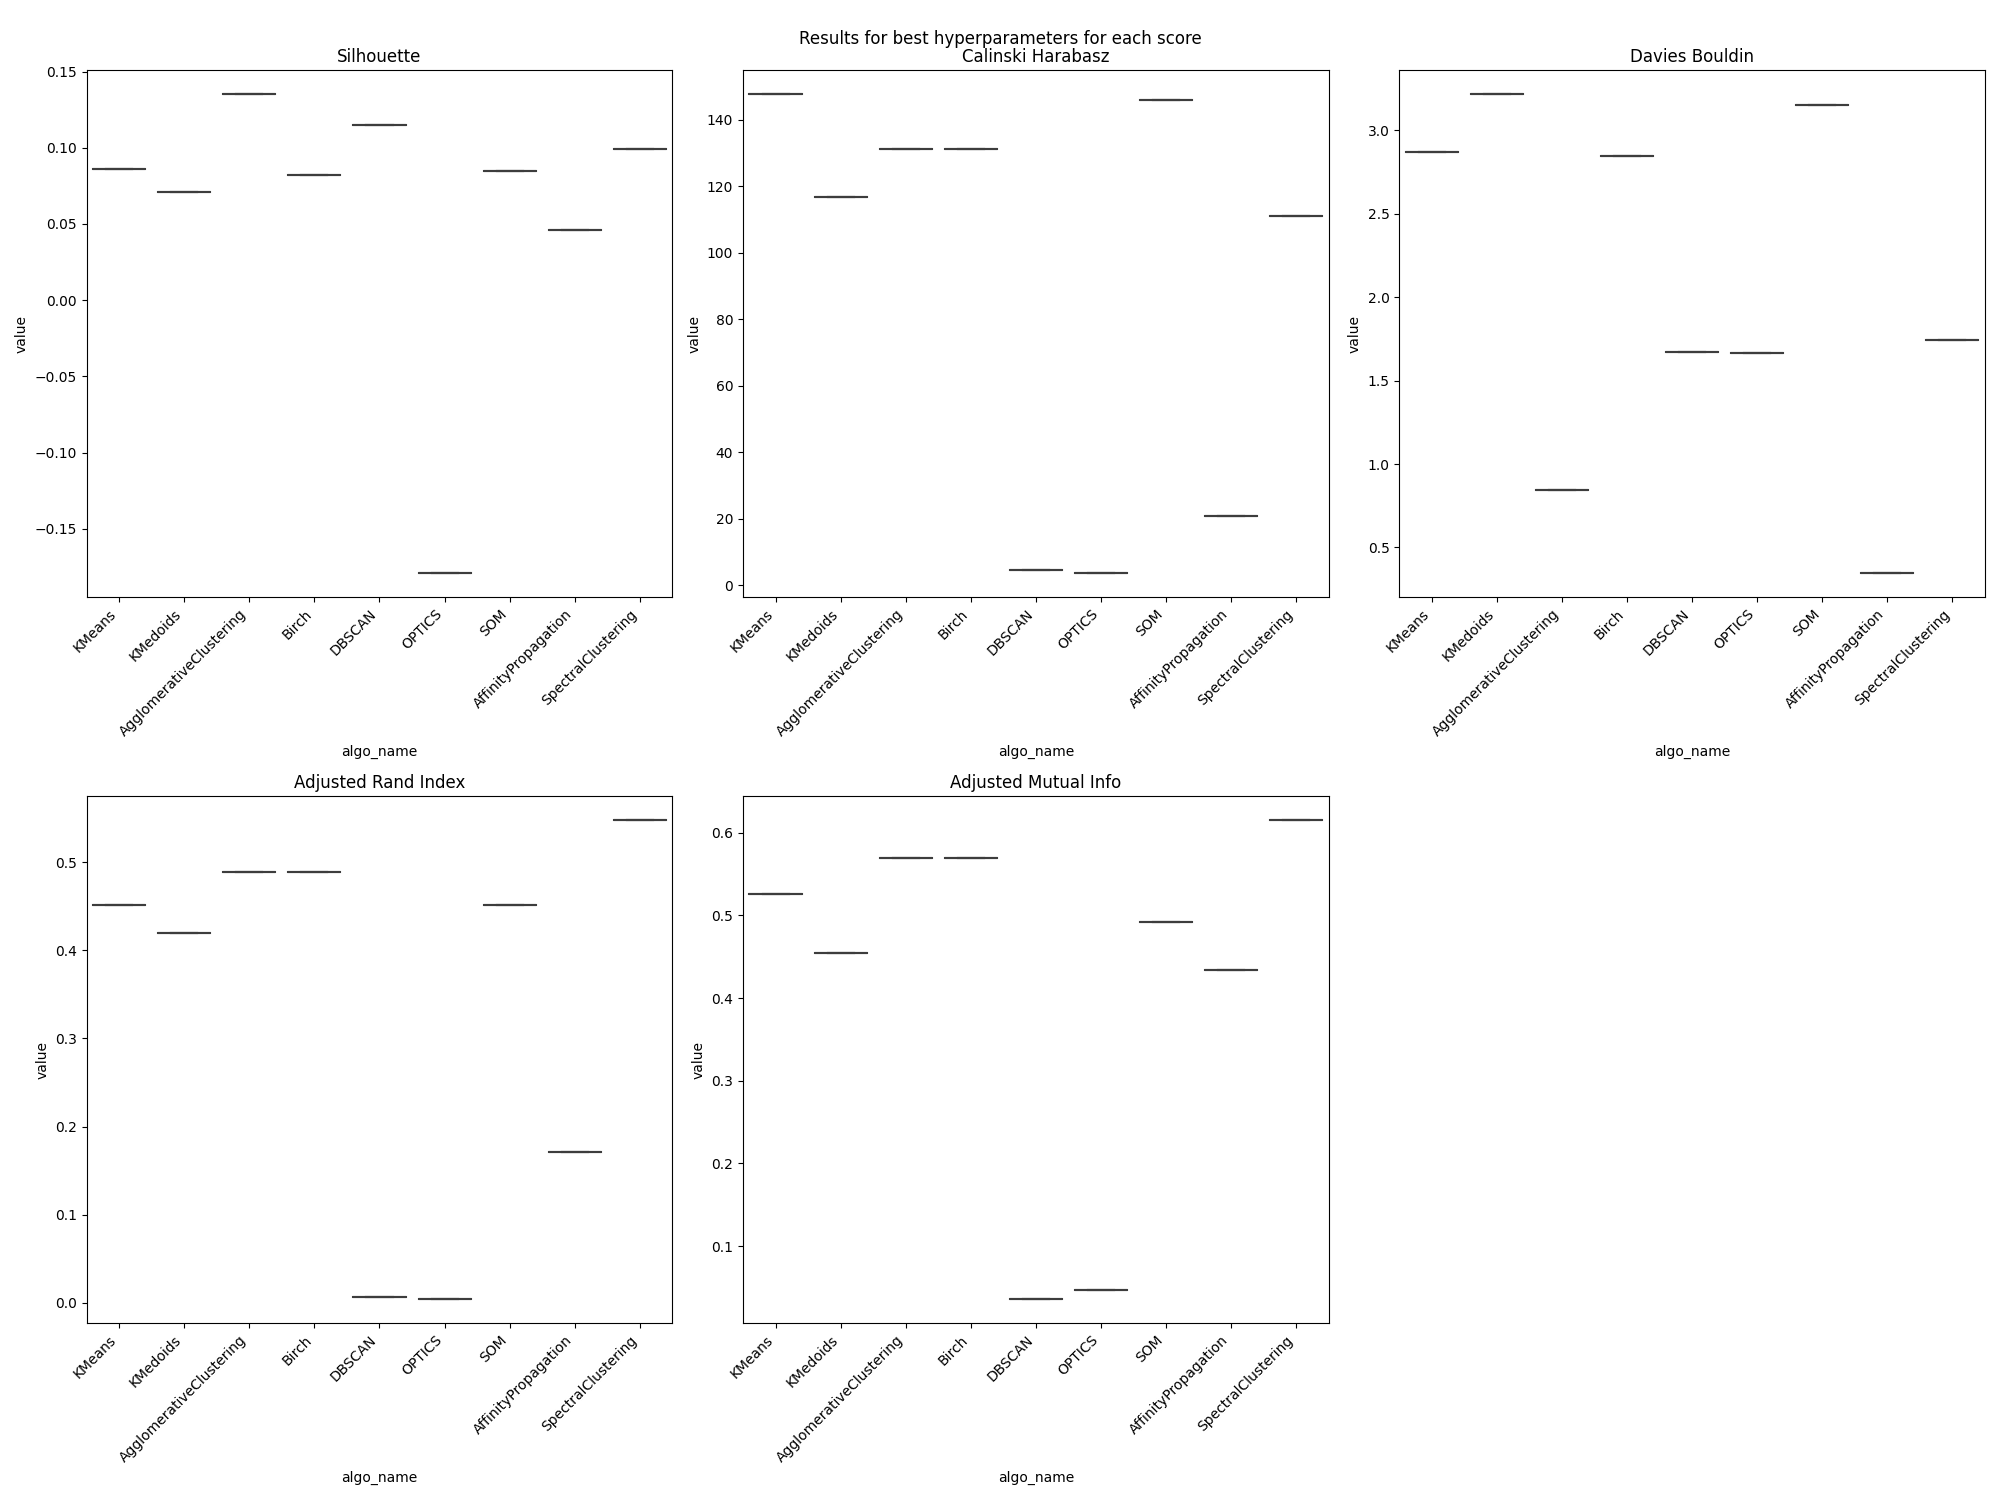 Results for best hyperparameters for each score
Silhouette
0.15
0.10
0.05
0.00
−0.05
−0.10
−0.15
value
KMeans
KMedoids
AgglomerativeClustering
Birch
DBSCAN
OPTICS
SOM
AffinityPropagation
SpectralClustering
algo_name
Calinski Harabasz
140
120
100
80
60
40
20
0
value
KMeans
KMedoids
AgglomerativeClustering
Birch
DBSCAN
OPTICS
SOM
AffinityPropagation
SpectralClustering
algo_name
Davies Bouldin
3.0
2.5
2.0
1.5
1.0
0.5
value
KMeans
KMedoids
AgglomerativeClustering
Birch
DBSCAN
OPTICS
SOM
AffinityPropagation
SpectralClustering
algo_name
Adjusted Rand Index
0.5
0.4
0.3
0.2
0.1
0.0
value
KMeans
KMedoids
AgglomerativeClustering
Birch
DBSCAN
OPTICS
SOM
AffinityPropagation
SpectralClustering
algo_name
Adjusted Mutual Info
0.6
0.5
0.4
0.3
0.2
0.1
value
KMeans
KMedoids
AgglomerativeClustering
Birch
DBSCAN
OPTICS
SOM
AffinityPropagation
SpectralClustering
algo_name